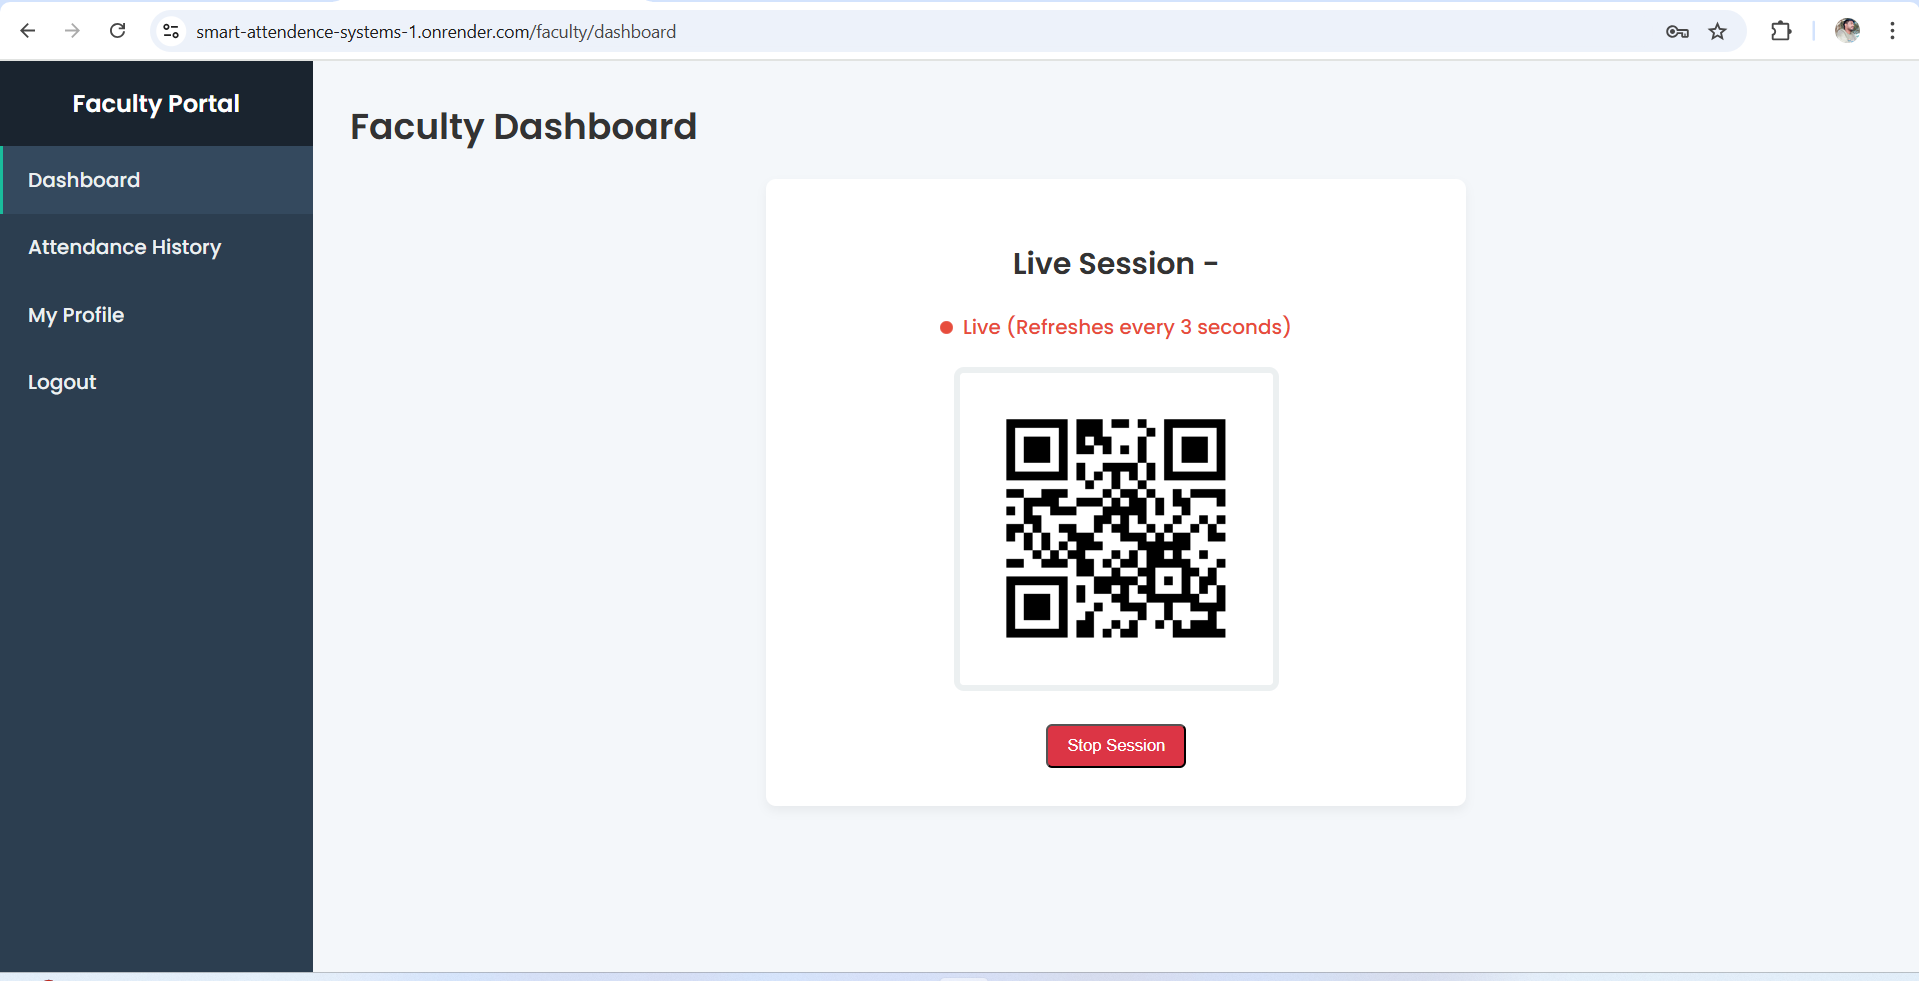 smart-attendence-systems-1.onrender.com/faculty/dashboard
Faculty Portal
Dashboard
Attendance History
My Profile
Logout
Faculty Dashboard
Live Session -
Live (Refreshes every 3 seconds)
Stop Session